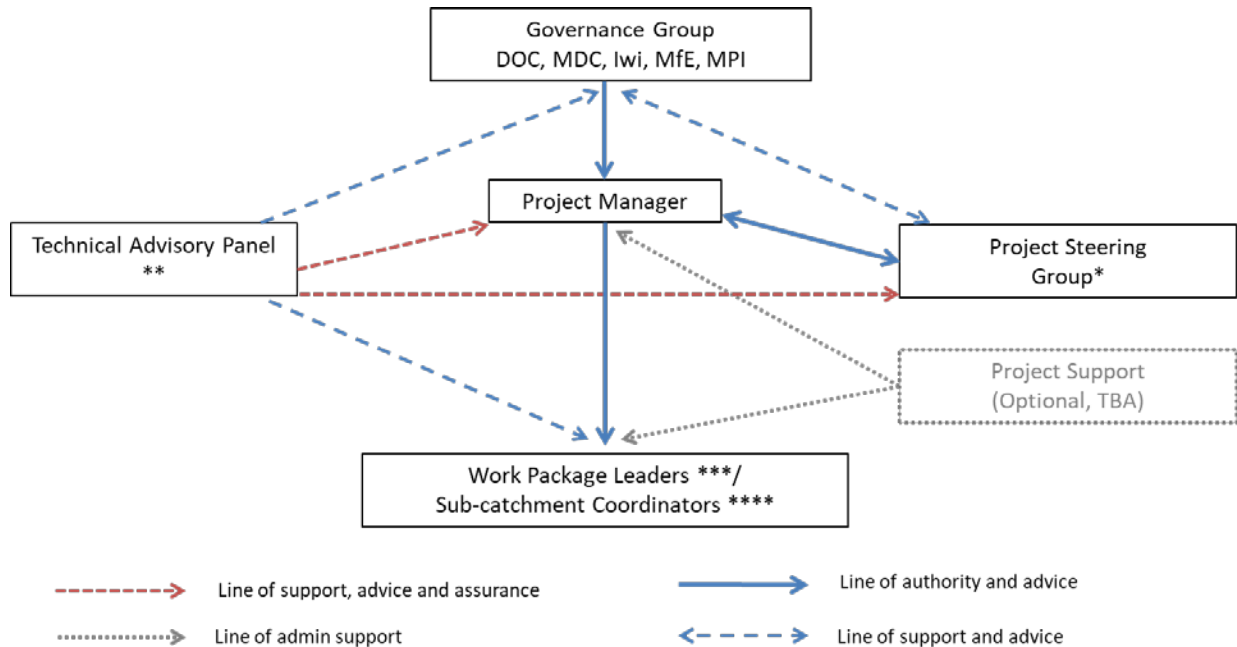 Governance Group
DOC, MDC, Iwi, MfE, MPI
Project Manager
Technical Advisory Panel
**
Project Steering
Group*
Project Support
(Optional, TBA)
Work Package Leaders ***/
Sub-catchment Coordinators ****
Line of support, advice and assurance
Line of authority and advice
Line of admin support
Line of support and advice